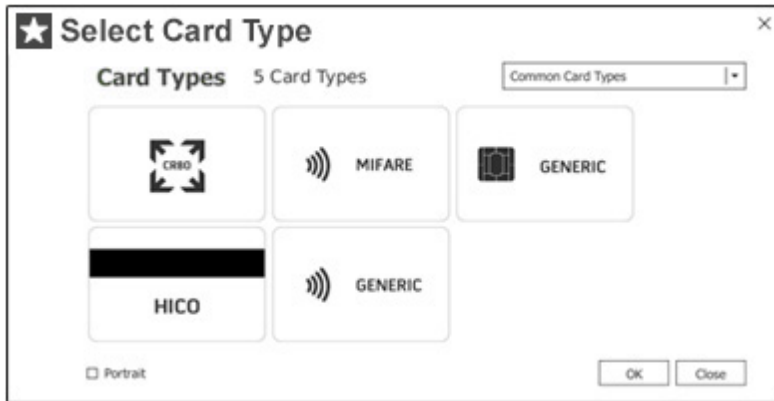 Select Card Type
Card Types 5 Card Types Common Card Types
CR80 MIFARE GENERIC
HICO GENERIC
Portrait OK Close